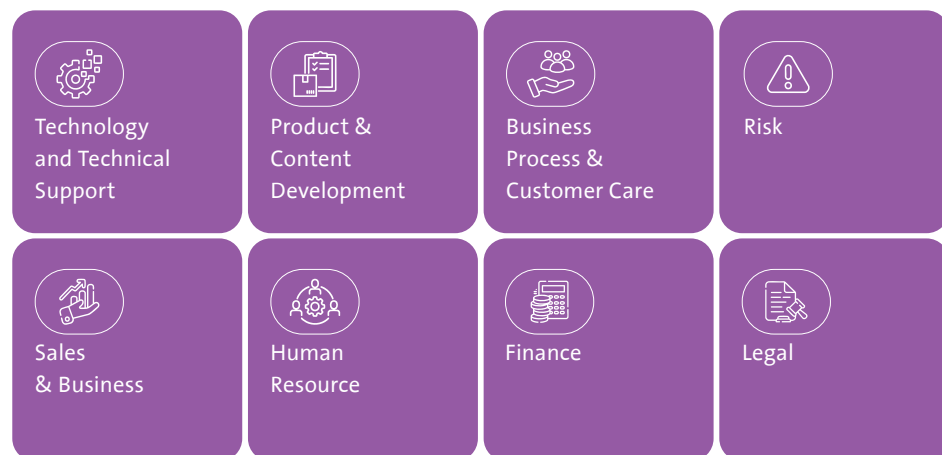 Technology
and Technical
Support
Product &
Content
Development
Business
Process &
Customer Care
Risk
Sales
& Business
Human
Resource
Finance
Legal